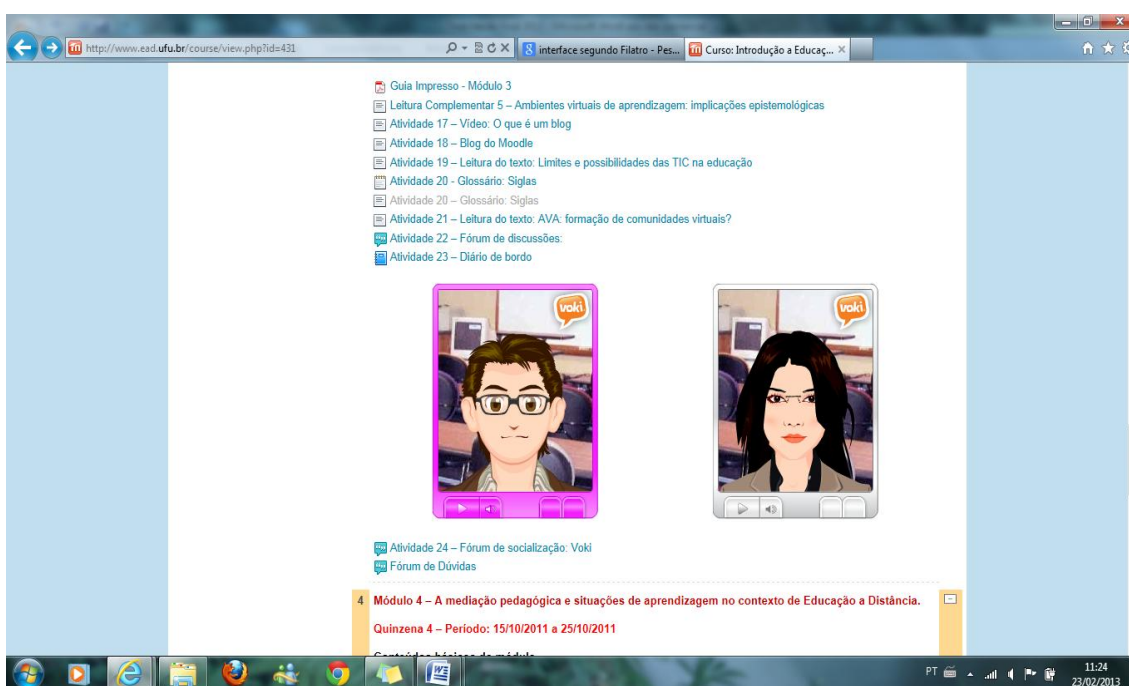 http://www.ead.ufu.br/course/view.php?id=431
interface segundo Filatro - Pes...
Curso: Introdução a Educaç...
Guia Impresso - Módulo 3
Leitura Complementar 5 – Ambientes virtuais de aprendizagem: implicações epistemológicas
Atividade 17 – Vídeo: O que é um blog
Atividade 18 – Blog do Moodle
Atividade 19 – Leitura do texto: Limites e possibilidades das TIC na educação
Atividade 20 - Glossário: Siglas
Atividade 20 – Glossário: Siglas
Atividade 21 – Leitura do texto: AVA: formação de comunidades virtuais?
Atividade 22 – Fórum de discussões:
Atividade 23 – Diário de bordo
voki
voki
Atividade 24 – Fórum de socialização: Voki
Fórum de Dúvidas
4 Módulo 4 – A mediação pedagógica e situações de aprendizagem no contexto de Educação a Distância.
Quinzena 4 – Período: 15/10/2011 a 25/10/2011
PT
11:24
23/02/2013